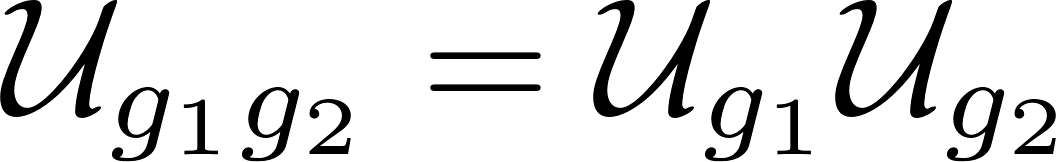 𝒰_{g_1 g_2} = 𝒰_{g_1} 𝒰_{g_2}